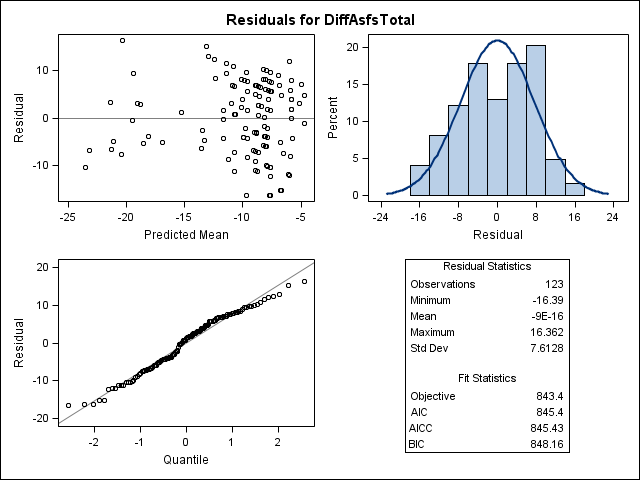 Residuals for DiffAsfsTotal
Residual
10
0
-10
-25
-20
-15
-10
-5
Predicted Mean
Percent
20
15
10
5
0
-24
-16
-8
0
8
16
24
Residual
Residual
20
10
0
-10
-20
-2
-1
0
1
2
Quantile
Residual Statistics
Observations 123
Minimum -16.39
Mean -9E-16
Maximum 16.362
Std Dev 7.6128
Fit Statistics
Objective 843.4
AIC 845.4
AICC 845.43
BIC 848.16